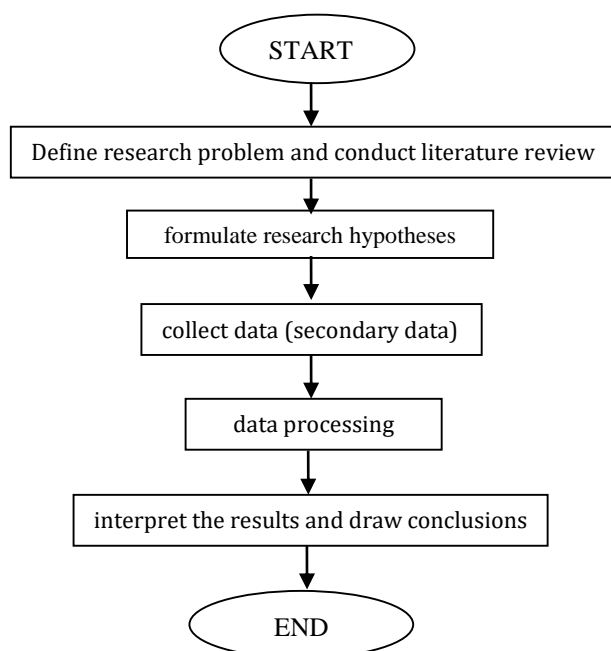 START
Define research problem and conduct literature review
formulate research hypotheses
collect data (secondary data)
data processing
interpret the results and draw conclusions
END